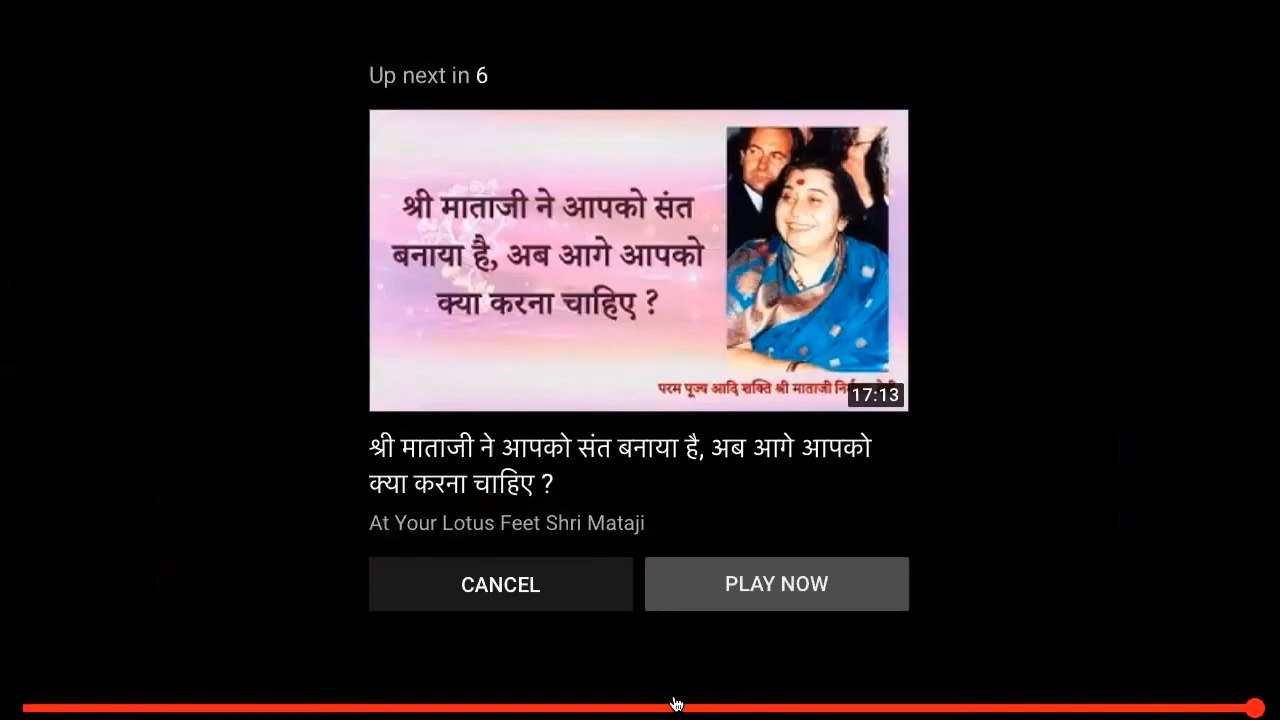 Up next in 6
श्री माताजी ने आपको संत
बनाया है, अब आगे आपको
क्या करना चाहिए ?
परम पूज्य आदि शक्ति श्री माताजी
17:13
श्री माताजी ने आपको संत बनाया है, अब आगे आपको
क्या करना चाहिए ?
At Your Lotus Feet Shri Mataji
CANCEL
PLAY NOW